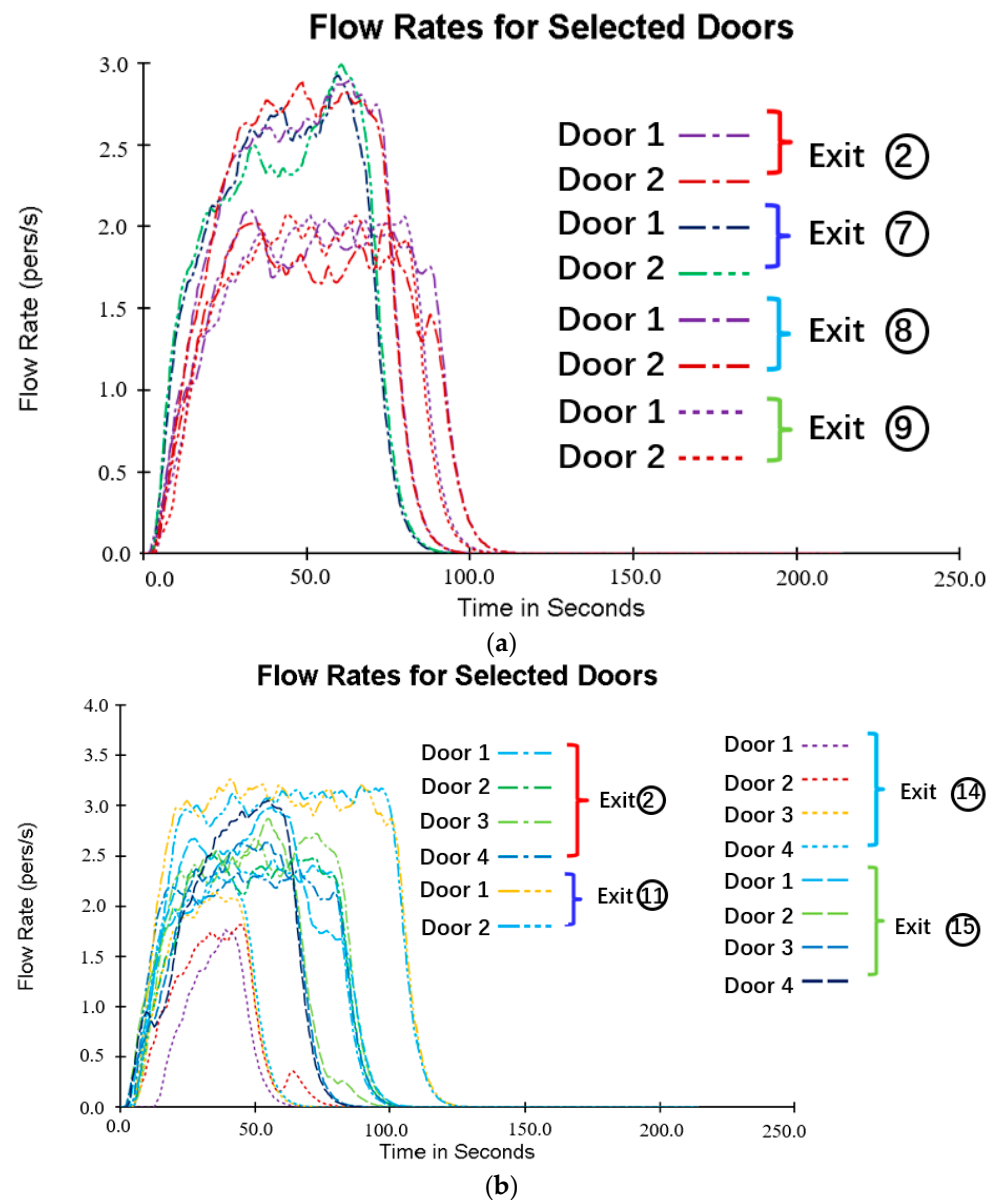 Flow Rates for Selected Doors
3.0
2.5
2.0
1.5
1.0
0.5
0.0
Flow Rate (pers/s)
0.0 50.0 100.0 150.0 200.0 250.0
Time in Seconds
Door 1
Door 2
Exit 2
Door 1
Door 2
Exit 7
Door 1
Door 2
Exit 8
Door 1
Door 2
Exit 9
(a)
Flow Rates for Selected Doors
4.0
3.5
3.0
2.5
2.0
1.5
1.0
0.5
0.0
Flow Rate (pers/s)
0.0 50.0 100.0 150.0 200.0 250.0
Time in Seconds
Door 1
Door 2
Door 3
Door 4
Exit 2
Door 1
Door 2
Exit 11
Door 1
Door 2
Door 3
Door 4
Exit 14
Door 1
Door 2
Door 3
Door 4
Exit 15
(b)